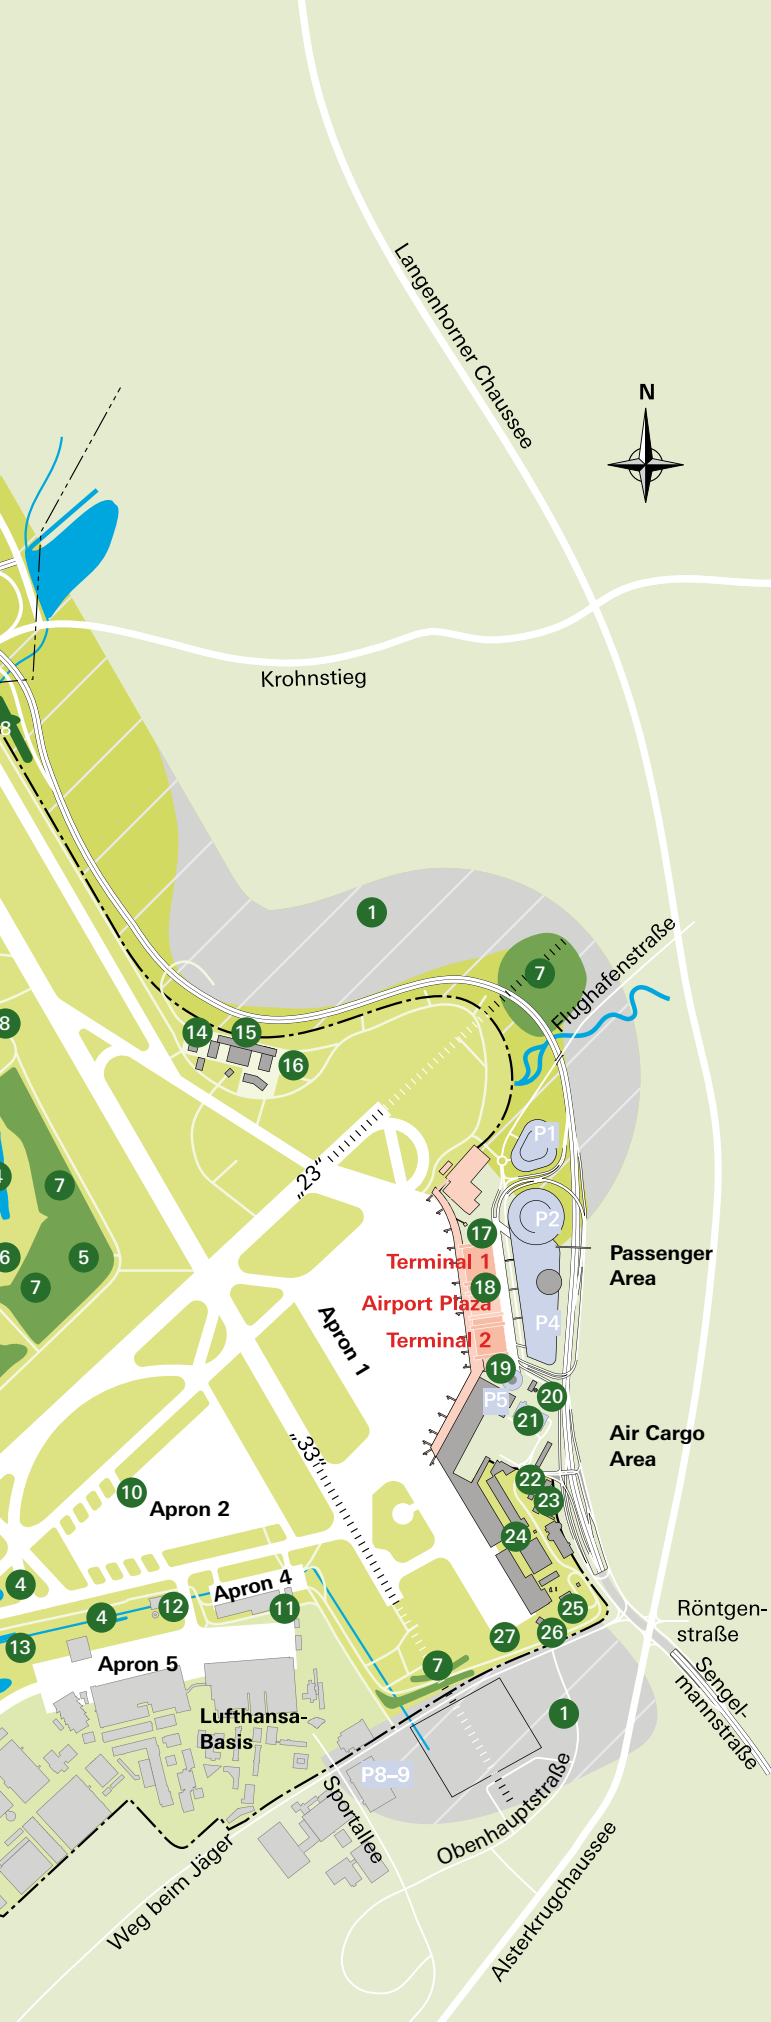 Langenhorner Chaussee
N
Krohnstieg
8
1
Flughafenstraße
7
8
14
15
16
P1
„23“
7
P2
17
5
6
Terminal 1
Passenger
Area
7
18
Airport Plaza
Apron 1
P4
Terminal 2
19
P5
20
21
Air Cargo
Area
„33“
22
10
23
Apron 2
24
4
Apron 4
12
11
25
4
Röntgen-
straße
26
13
27
Apron 5
7
Sengel-
mannstraße
1
Lufthansa-
Basis
P8–9
Obenhauptstraße
Sportallee
Weg beim Jäger
Alsterkrugchaussee